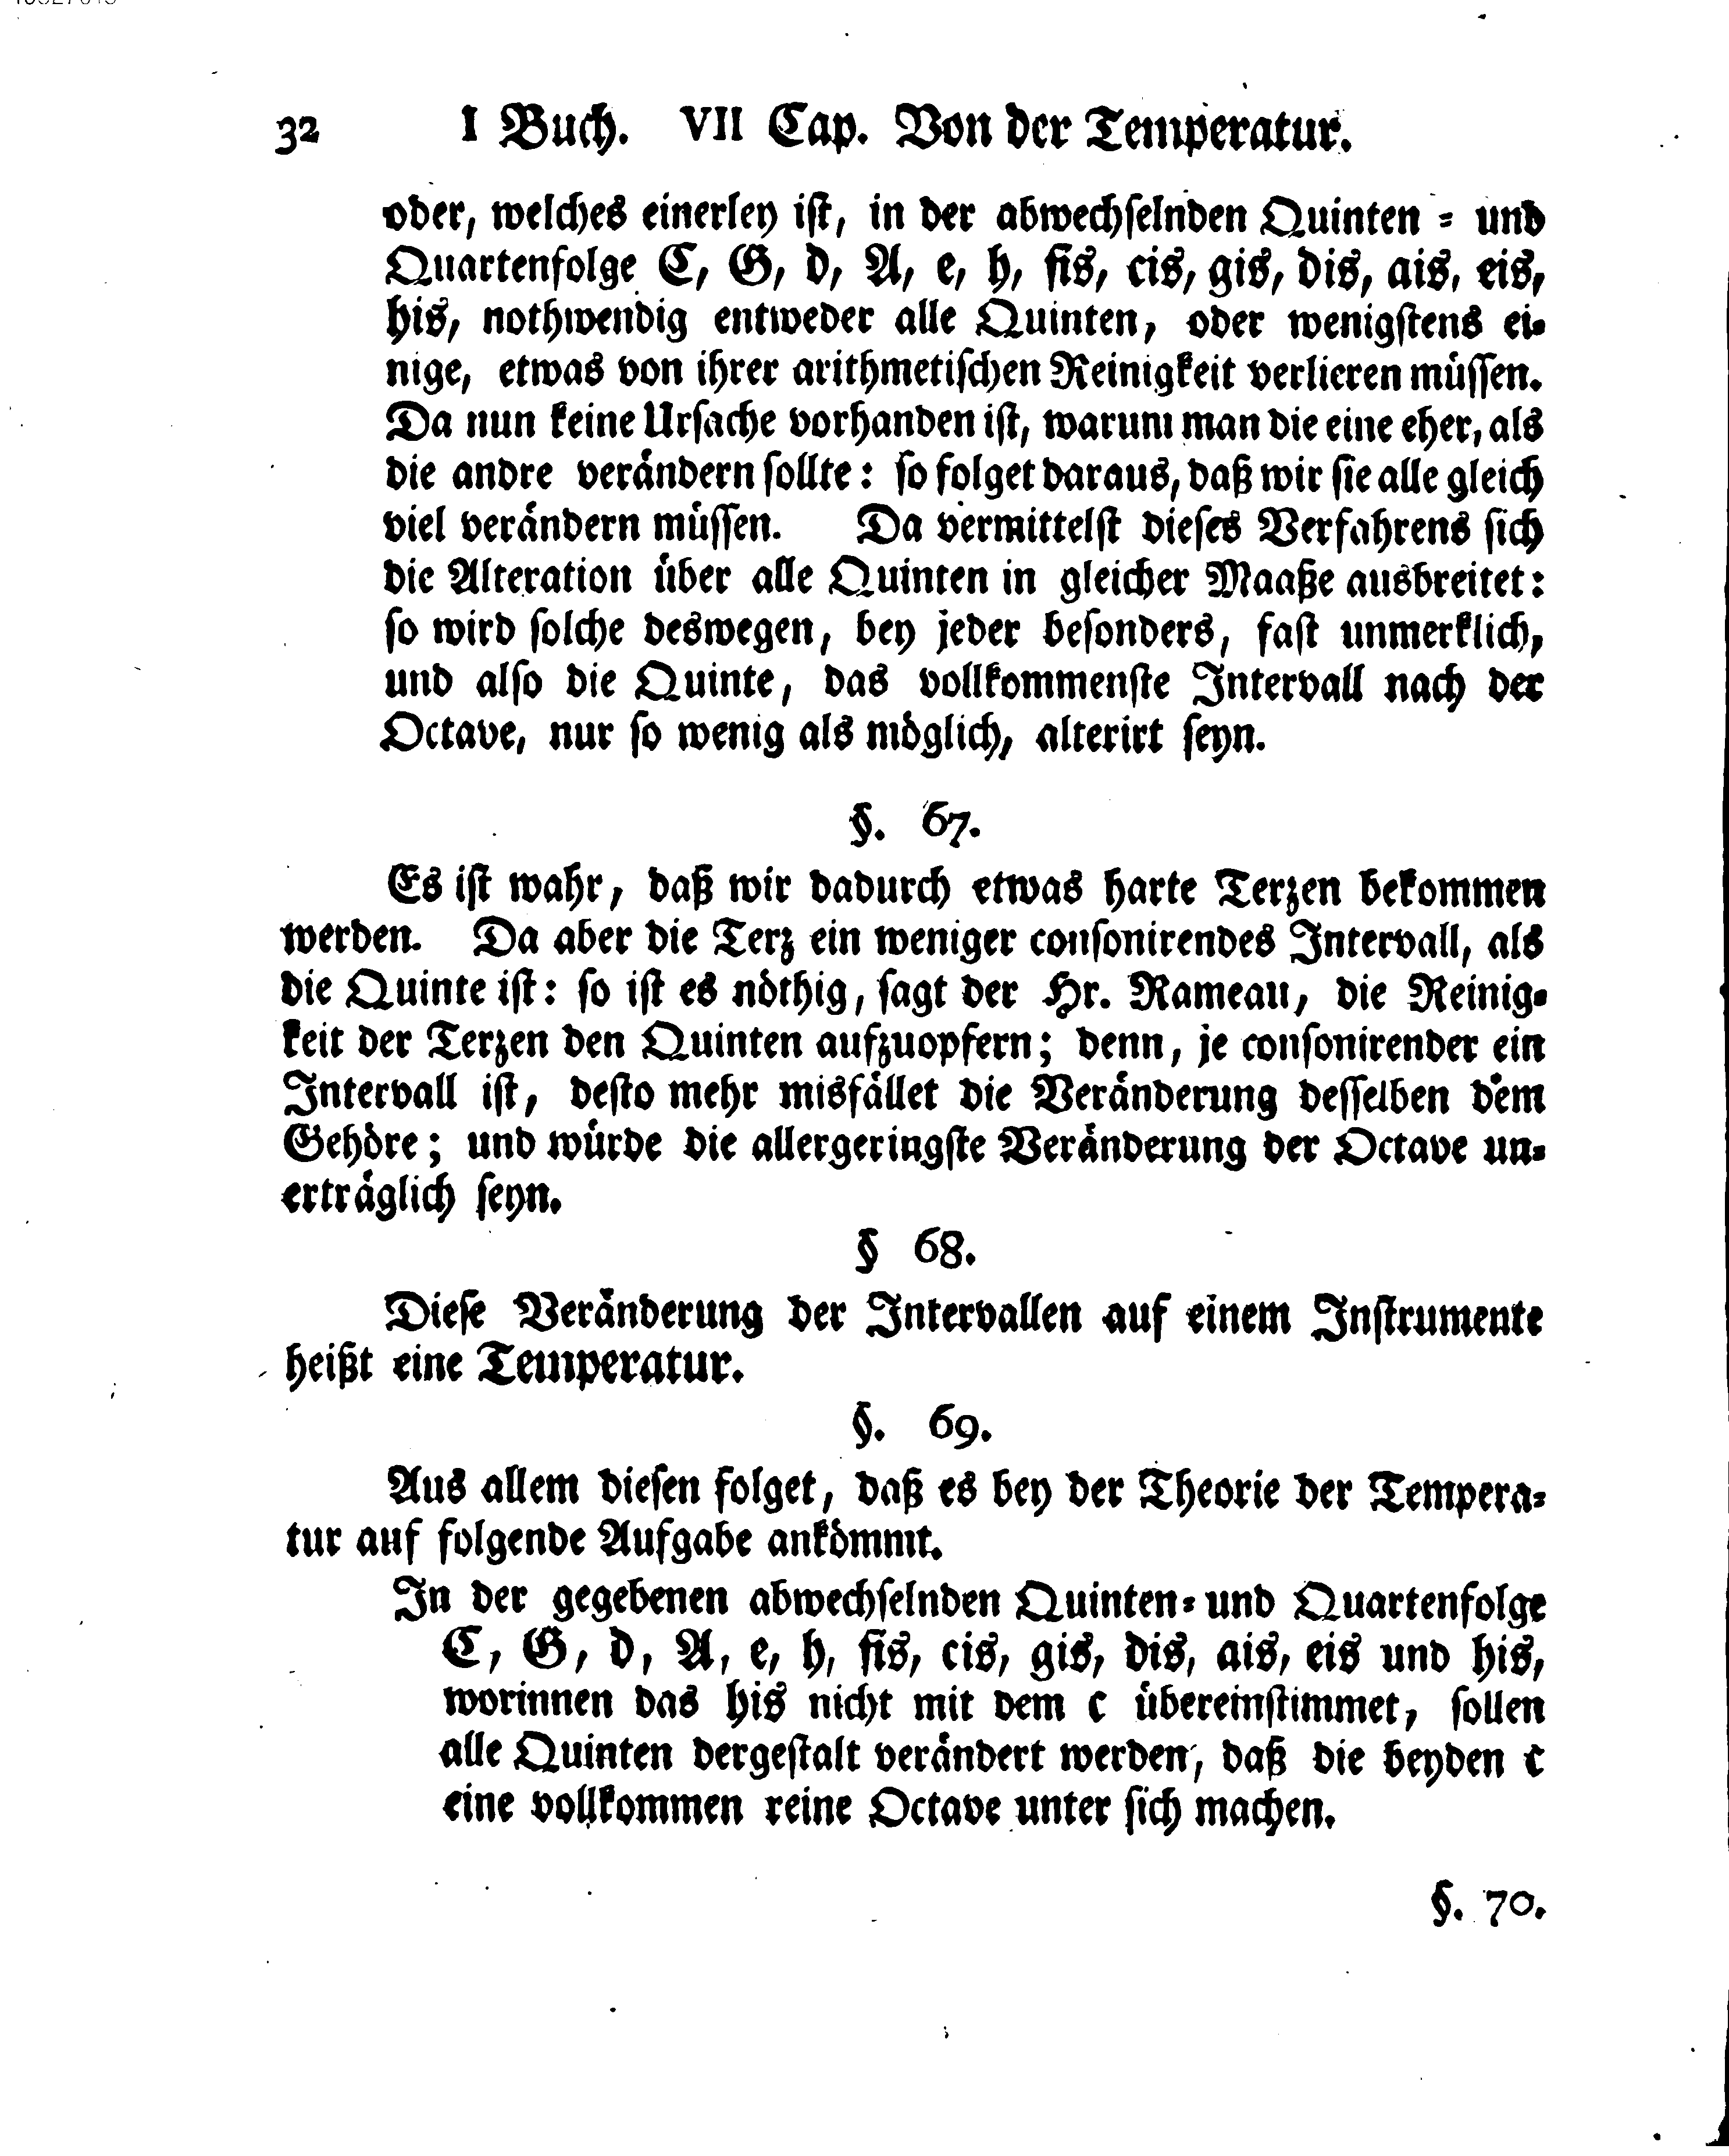 32 I Buch. VII Cap. Von der Temperatur.
oder, welches einerley ist, in der abwechselnden Quinten = und
Quartenfolge C, G, d, A, e, h, fis, cis, gis, dis, ais, eis,
his, nothwendig entweder alle Quinten, oder wenigstens ei=
nige, etwas von ihrer arithmetischen Reinigkeit verlieren müssen.
Da nun keine Ursache vorhanden ist, warum man die eine eher, als
die andre verändern sollte: so folget daraus, daß wir sie alle gleich
viel verändern müssen. Da vermittelst dieses Verfahrens sich
die Alteration über alle Quinten in gleicher Maaße ausbreitet:
so wird solche deswegen, bey jeder besonders, fast unmerklich,
und also die Quinte, das vollkommenste Intervall nach der
Octave, nur so wenig als möglich, alterirt seyn.
§. 67.
Es ist wahr, daß wir dadurch etwas harte Terzen bekommen
werden. Da aber die Terz ein weniger consonirendes Intervall, als
die Quinte ist: so ist es nöthig, sagt der Hr. Rameau, die Reinig=
keit der Terzen den Quinten aufzuopfern; denn, je consonirender ein
Intervall ist, desto mehr misfället die Veränderung desselben dem
Gehöre; und würde die allergeringste Veränderung der Octave un=
erträglich seyn.
§ 68.
Diese Veränderung der Intervallen auf einem Instrumente
heißt eine Temperatur.
§. 69.
Aus allem diesen folget, daß es bey der Theorie der Tempera=
tur auf folgende Aufgabe ankömmt.
In der gegebenen abwechselnden Quinten= und Quartenfolge
C, G, d, A, e, h, fis, cis, gis, dis, ais, eis und his,
worinnen das his nicht mit dem c übereinstimmet, sollen
alle Quinten dergestalt verändert werden, daß die beyden c
eine vollkommen reine Octave unter sich machen.
§. 70.